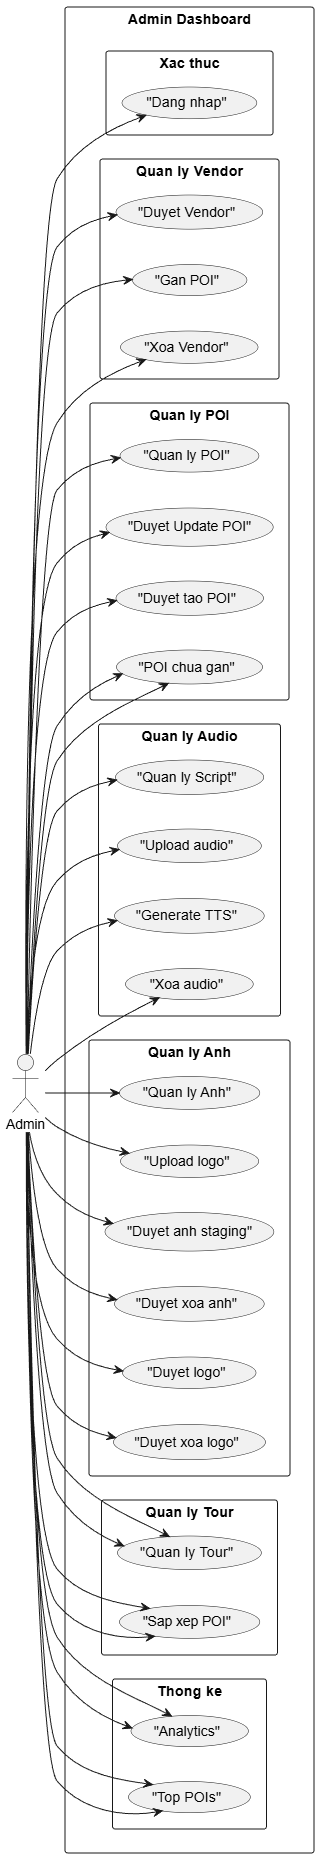 Admin Dashboard
Xac thuc
"Dang nhap"
Quan ly Vendor
"Duyet Vendor"
"Gan POI"
"Xoa Vendor"
Quan ly POI
"Quan ly POI"
"Duyet Update POI"
"Duyet tao POI"
"POI chua gan"
Quan ly Audio
"Quan ly Script"
"Upload audio"
"Generate TTS"
"Xoa audio"
Admin
Quan ly Anh
"Quan ly Anh"
"Upload logo"
"Duyet anh staging"
"Duyet xoa anh"
"Duyet logo"
"Duyet xoa logo"
Quan ly Tour
"Quan ly Tour"
"Sap xep POI"
Thong ke
"Analytics"
"Top POIs"